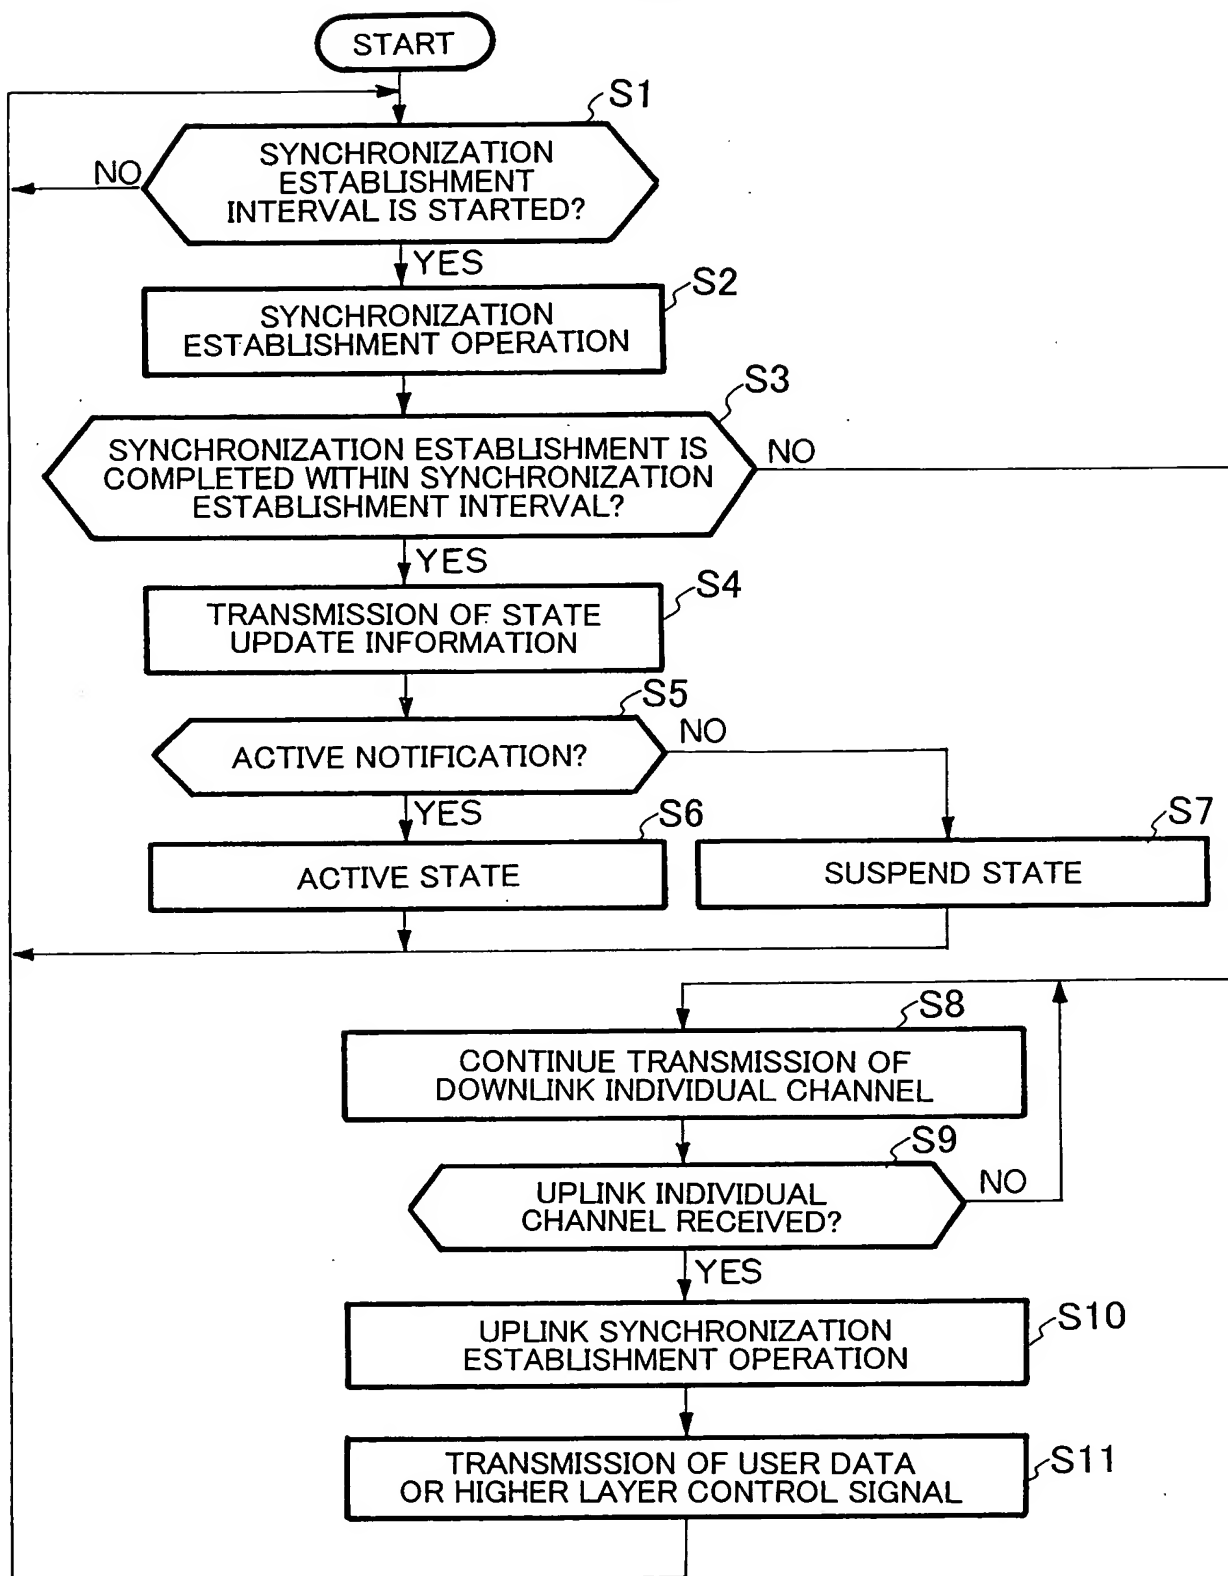 START
S1
SYNCHRONIZATION
ESTABLISHMENT
INTERVAL IS STARTED?
NO
YES
S2
SYNCHRONIZATION
ESTABLISHMENT OPERATION
S3
SYNCHRONIZATION ESTABLISHMENT IS
COMPLETED WITHIN SYNCHRONIZATION
ESTABLISHMENT INTERVAL?
NO
YES
S4
TRANSMISSION OF STATE
UPDATE INFORMATION
S5
ACTIVE NOTIFICATION?
NO
YES
S6
ACTIVE STATE
S7
SUSPEND STATE
S8
CONTINUE TRANSMISSION OF
DOWNLINK INDIVIDUAL CHANNEL
S9
UPLINK INDIVIDUAL
CHANNEL RECEIVED?
NO
YES
S10
UPLINK SYNCHRONIZATION
ESTABLISHMENT OPERATION
S11
TRANSMISSION OF USER DATA
OR HIGHER LAYER CONTROL SIGNAL